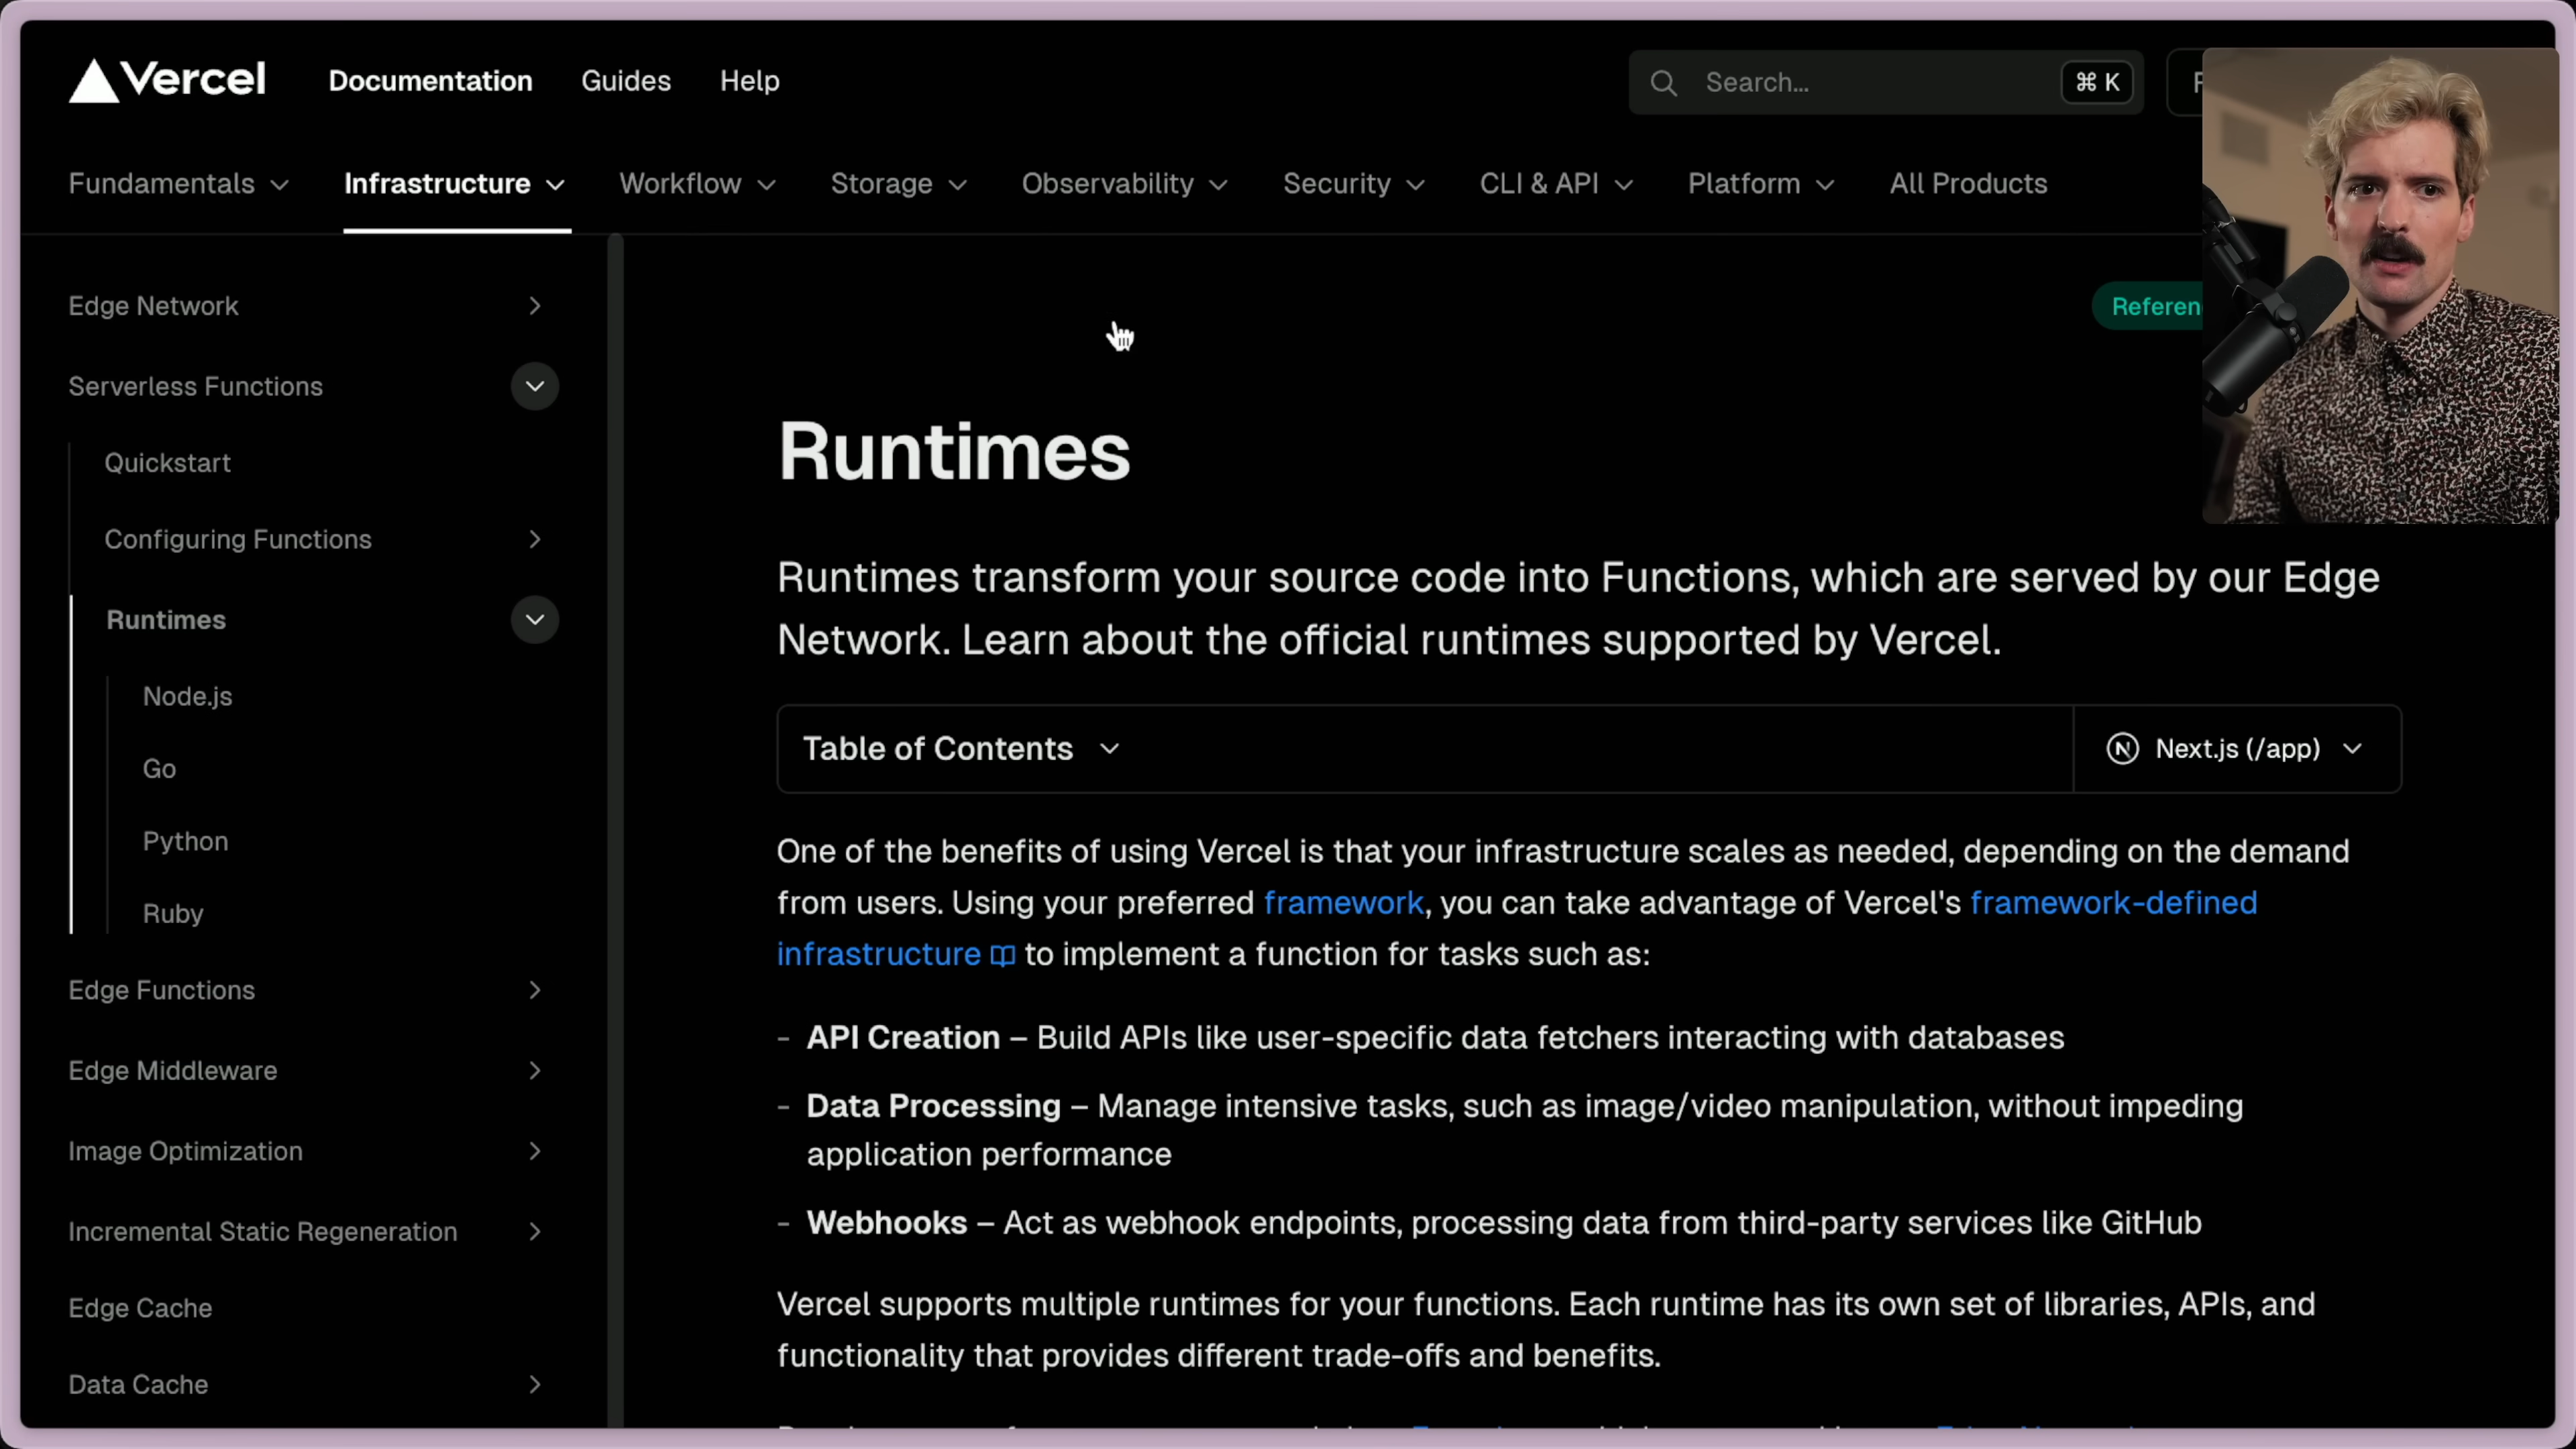 Vercel
Documentation
Guides
Help
Search...
⌘ K
Fundamentals
Infrastructure
Workflow
Storage
Observability
Security
CLI & API
Platform
All Products
Edge Network
Serverless Functions
Quickstart
Configuring Functions
Runtimes
Node.js
Go
Python
Ruby
Edge Functions
Edge Middleware
Image Optimization
Incremental Static Regeneration
Edge Cache
Data Cache
Runtimes
Runtimes transform your source code into Functions, which are served by our Edge
Network. Learn about the official runtimes supported by Vercel.
Table of Contents
Next.js (/app)
One of the benefits of using Vercel is that your infrastructure scales as needed, depending on the demand
from users. Using your preferred framework, you can take advantage of Vercel's framework-defined
infrastructure to implement a function for tasks such as:
- API Creation – Build APIs like user-specific data fetchers interacting with databases
- Data Processing – Manage intensive tasks, such as image/video manipulation, without impeding
application performance
- Webhooks – Act as webhook endpoints, processing data from third-party services like GitHub
Vercel supports multiple runtimes for your functions. Each runtime has its own set of libraries, APIs, and
functionality that provides different trade-offs and benefits.